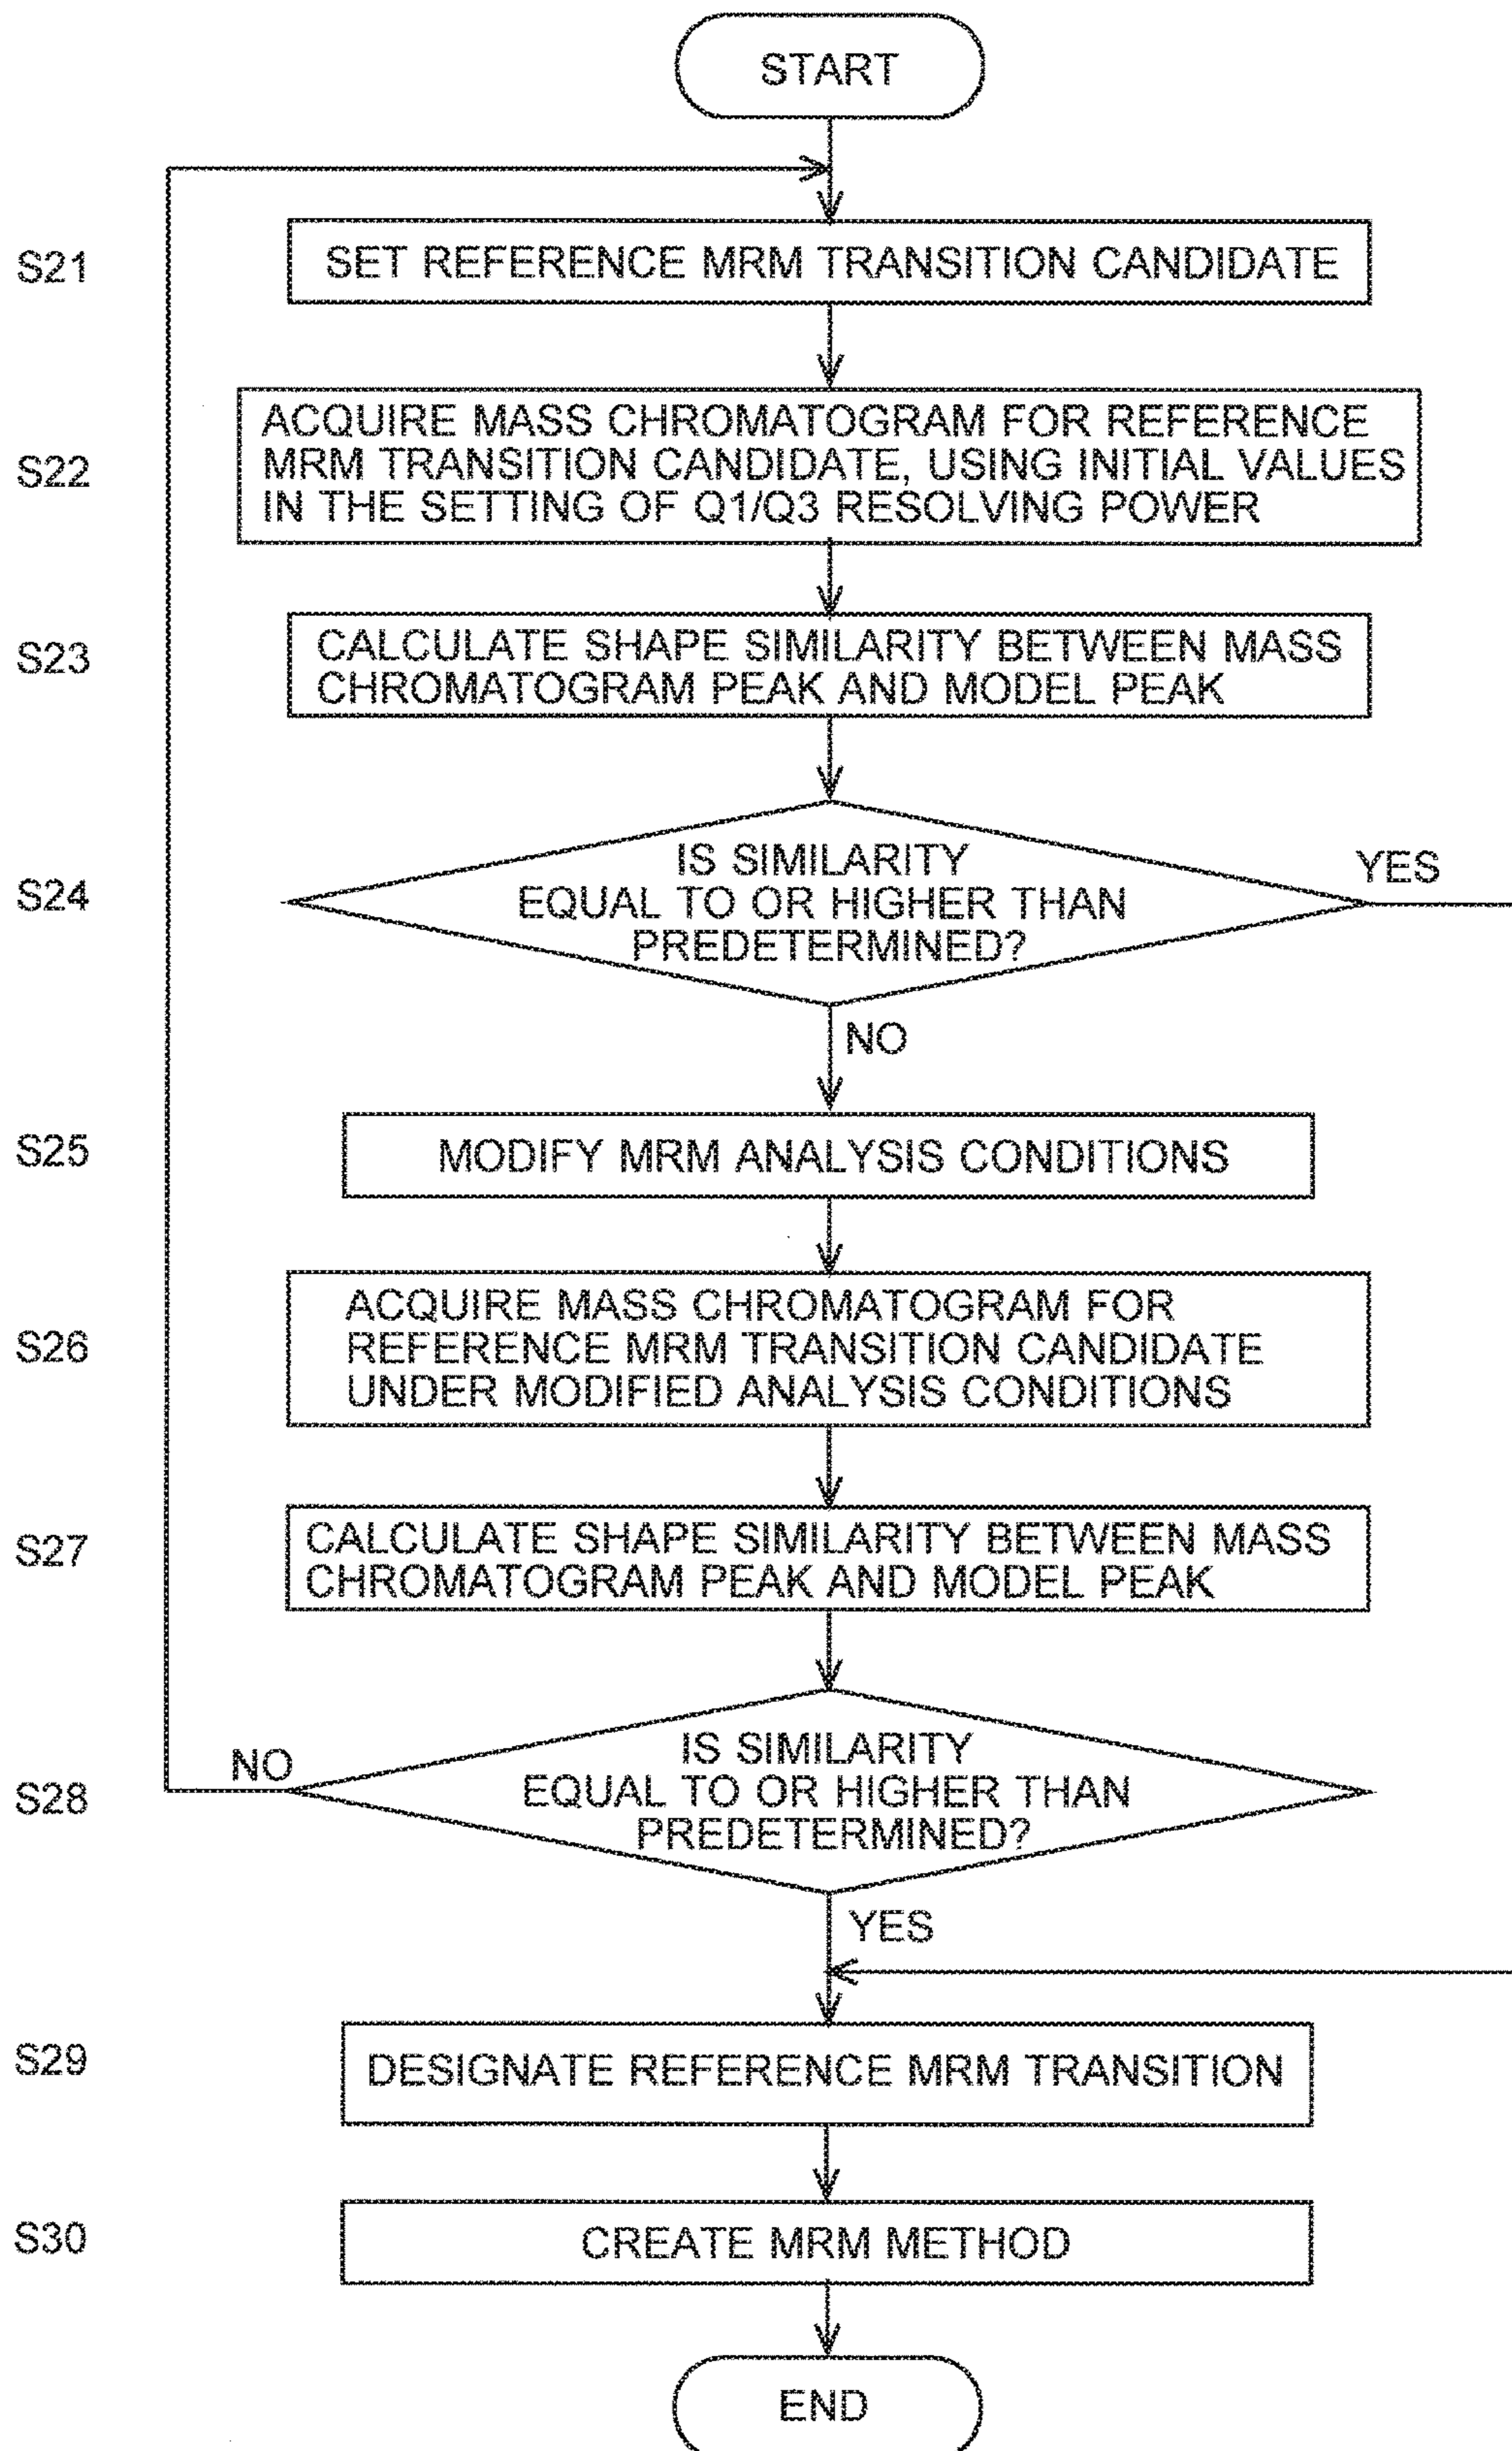 START
S21
SET REFERENCE MRM TRANSITION CANDIDATE
S22
ACQUIRE MASS CHROMATOGRAM FOR REFERENCE
MRM TRANSITION CANDIDATE, USING INITIAL VALUES
IN THE SETTING OF Q1/Q3 RESOLVING POWER
S23
CALCULATE SHAPE SIMILARITY BETWEEN MASS
CHROMATOGRAM PEAK AND MODEL PEAK
S24
IS SIMILARITY
EQUAL TO OR HIGHER THAN
PREDETERMINED?
YES
NO
S25
MODIFY MRM ANALYSIS CONDITIONS
S26
ACQUIRE MASS CHROMATOGRAM FOR
REFERENCE MRM TRANSITION CANDIDATE
UNDER MODIFIED ANALYSIS CONDITIONS
S27
CALCULATE SHAPE SIMILARITY BETWEEN MASS
CHROMATOGRAM PEAK AND MODEL PEAK
S28
NO
IS SIMILARITY
EQUAL TO OR HIGHER THAN
PREDETERMINED?
YES
S29
DESIGNATE REFERENCE MRM TRANSITION
S30
CREATE MRM METHOD
END